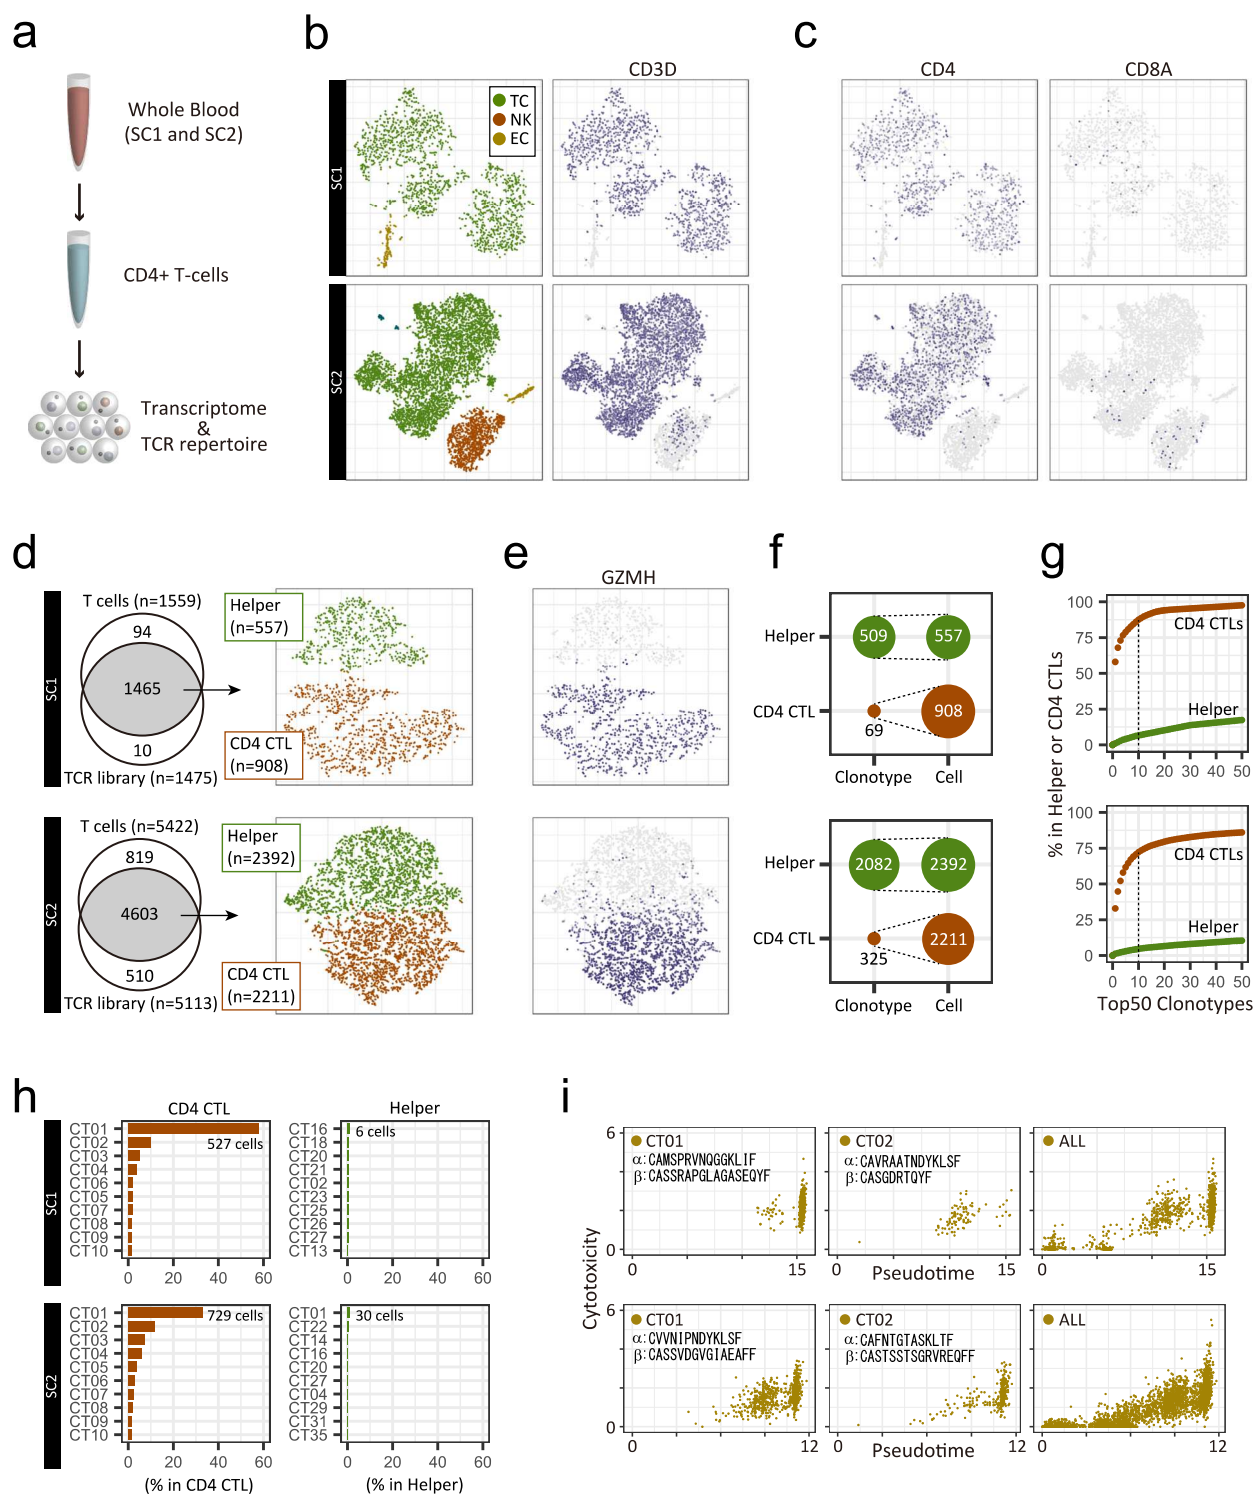 a
Whole Blood
(SC1 and SC2)
CD4+ T-cells
Transcriptome
&
TCR repertoire
b
CD3D
SC1
TC
NK
EC
SC2
c
CD4
CD8A
d
SC1
T cells (n=1559)
94
1465
10
TCR library (n=1475)
Helper
(n=557)
CD4 CTL
(n=908)
SC2
T cells (n=5422)
819
4603
510
TCR library (n=5113)
Helper
(n=2392)
CD4 CTL
(n=2211)
e
GZMH
f
Helper
509
557
CD4 CTL
908
69
Clonotype
Cell
Helper
2082
2392
CD4 CTL
2211
325
Clonotype
Cell
g
% in Helper or CD4 CTLs
100
75
50
25
0
CD4 CTLs
Helper
0 10 20 30 40 50
100
75
50
25
0
CD4 CTLs
Helper
0 10 20 30 40 50
Top50 Clonotypes
h
CD4 CTL
Helper
SC1
CT01
CT02
CT03
CT04
CT06
CT05
CT07
CT08
CT09
CT10
527 cells
0 20 40 60
CT16
CT18
CT20
CT21
CT02
CT23
CT25
CT26
CT27
CT13
6 cells
0 20 40 60
SC2
CT01
CT02
CT03
CT04
CT05
CT06
CT07
CT08
CT09
CT10
729 cells
0 20 40 60
(% in CD4 CTL)
CT01
CT22
CT14
CT16
CT20
CT27
CT04
CT29
CT31
CT35
30 cells
0 20 40 60
(% in Helper)
i
Cytotoxicity
6
0
CT01
α:CAMSPRVNQGGKLIF
β:CASSRAPGLAGASEQYF
0 15
CT02
α:CAVRAATNDYKLSF
β:CASGDRTQYF
0 15
Pseudotime
ALL
0 15
6
0
CT01
α:CVVNIPNDYKLSF
β:CASSVDGVGIAEAFF
0 12
CT02
α:CAFNTGTASKLTF
β:CASTSSTSGRVREQFF
0 12
Pseudotime
ALL
0 12